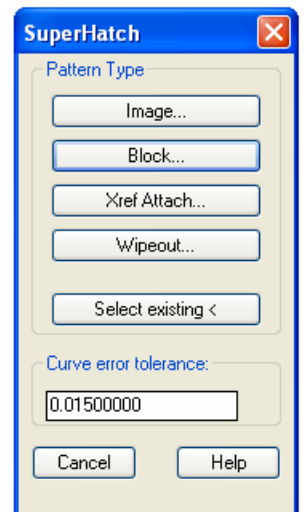 SuperHatch
Pattern Type
Image...
Block...
Xref Attach...
Wipeout...
Select existing <
Curve error tolerance:
0.01500000
Cancel Help